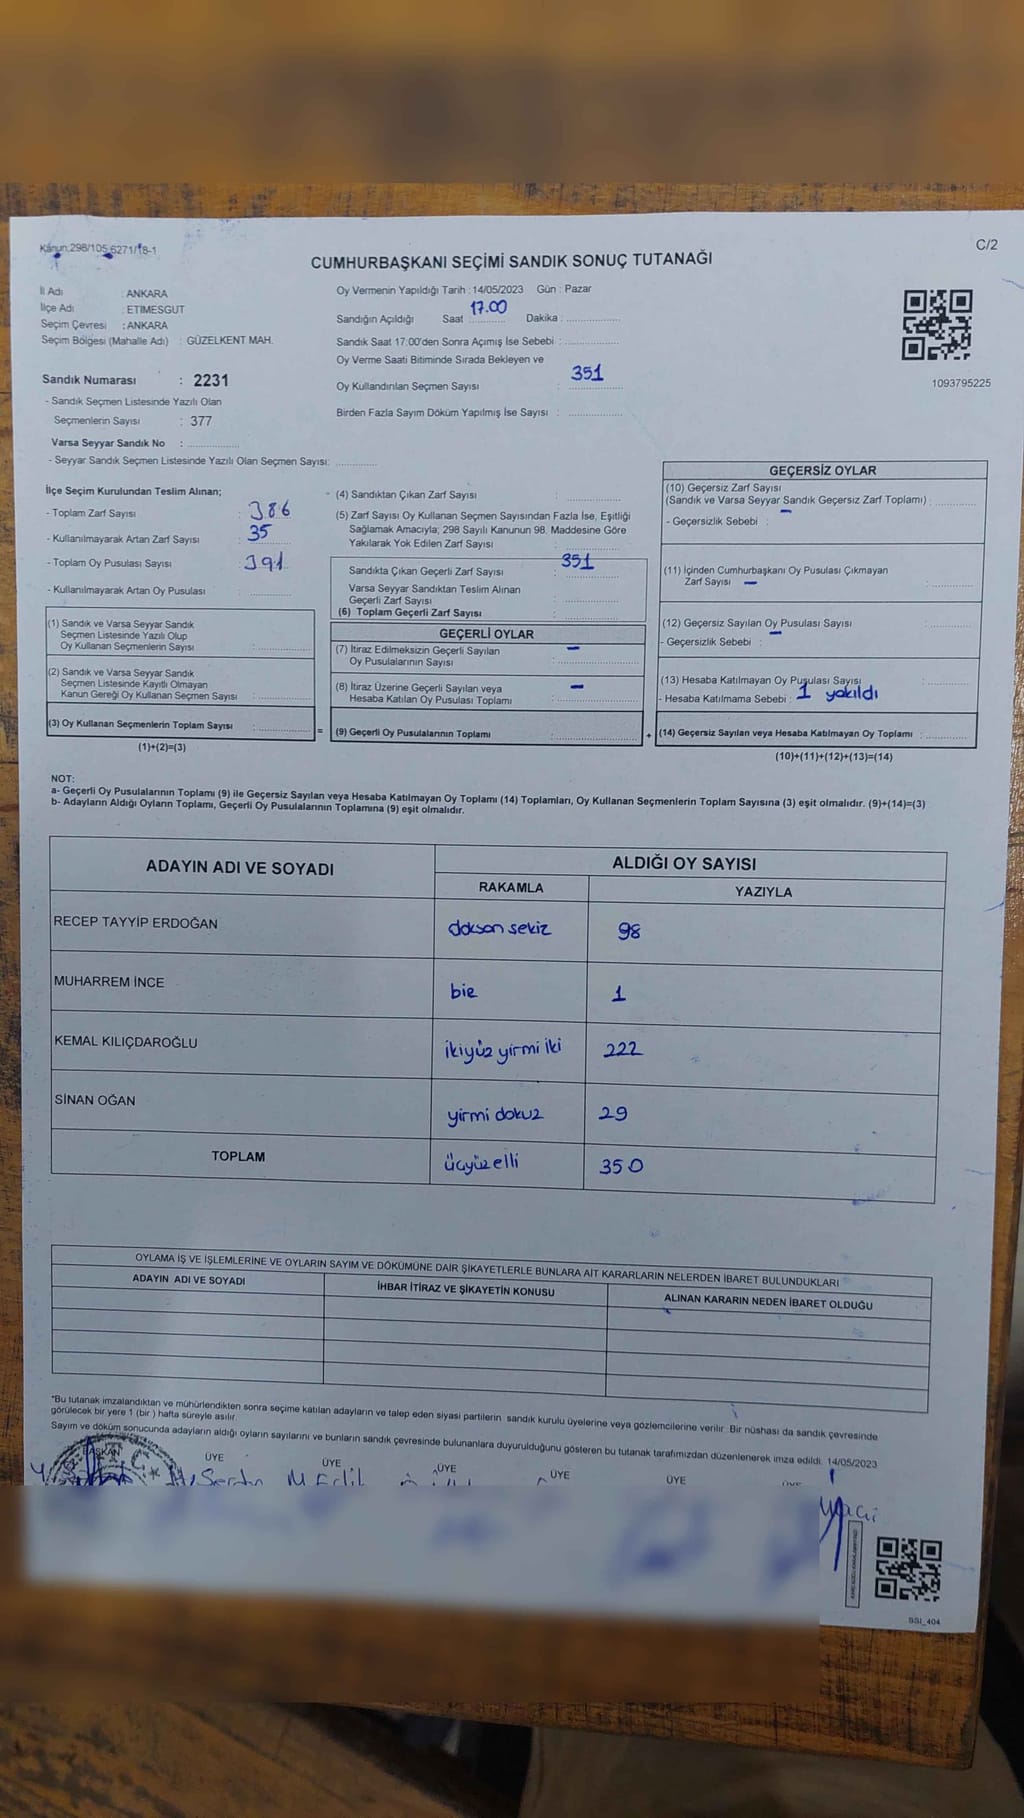 Kânun:298/105,6271/18-1
C/2
CUMHURBAŞKANI SEÇİMİ SANDIK SONUÇ TUTANAĞI
İl Adı : ANKARA
İlçe Adı : ETİMESGUT
Seçim Çevresi : ANKARA
Seçim Bölgesi (Mahalle Adı) : GÜZELKENT MAH.
Oy Vermenin Yapıldığı Tarih : 14/05/2023 Gün : Pazar
Sandığın Açıldığı Saat 17.00 Dakika :
Sandık Saat 17:00'den Sonra Açımış İse Sebebi :
Oy Verme Saati Bitiminde Sırada Bekleyen ve
Oy Kullandırılan Seçmen Sayısı : 351
Birden Fazla Sayım Döküm Yapılmış İse Sayısı :
1093795225
Sandık Numarası : 2231
- Sandık Seçmen Listesinde Yazılı Olan
Seçmenlerin Sayısı : 377
Varsa Seyyar Sandık No :
- Seyyar Sandık Seçmen Listesinde Yazılı Olan Seçmen Sayısı:
İlçe Seçim Kurulundan Teslim Alınan;
- Toplam Zarf Sayısı : 386
- Kullanılmayarak Artan Zarf Sayısı : 35
- Toplam Oy Pusulası Sayısı : 391
- Kullanılmayarak Artan Oy Pusulası :
(1) Sandık ve Varsa Seyyar Sandık
Seçmen Listesinde Yazılı Olup
Oy Kullanan Seçmenlerin Sayısı :
(2) Sandık ve Varsa Seyyar Sandık
Seçmen Listesinde Kayıtlı Olmayan
Kanun Gereği Oy Kullanan Seçmen Sayısı :
(3) Oy Kullanan Seçmenlerin Toplam Sayısı :
(1)+(2)=(3)
=
(4) Sandıktan Çıkan Zarf Sayısı :
(5) Zarf Sayısı Oy Kullanan Seçmen Sayısından Fazla İse, Eşitliği
Sağlamak Amacıyla; 298 Sayılı Kanunun 98. Maddesine Göre
Yakılarak Yok Edilen Zarf Sayısı :
Sandıkta Çıkan Geçerli Zarf Sayısı : 351
Varsa Seyyar Sandıktan Teslim Alınan
Geçerli Zarf Sayısı :
(6) Toplam Geçerli Zarf Sayısı :
GEÇERLİ OYLAR
(7) İtiraz Edilmeksizin Geçerli Sayılan : -
Oy Pusulalarının Sayısı
(8) İtiraz Üzerine Geçerli Sayılan veya : -
Hesaba Katılan Oy Pusulası Toplamı
(9) Geçerli Oy Pusulalarının Toplamı :
+
GEÇERSİZ OYLAR
(10) Geçersiz Zarf Sayısı
(Sandık ve Varsa Seyyar Sandık Geçersiz Zarf Toplamı) :
- Geçersizlik Sebebi : -
(11) İçinden Cumhurbaşkanı Oy Pusulası Çıkmayan
Zarf Sayısı - :
(12) Geçersiz Sayılan Oy Pusulası Sayısı :
- Geçersizlik Sebebi : -
(13) Hesaba Katılmayan Oy Pusulası Sayısı
- Hesaba Katılmama Sebebi : 1 yakıldı
(14) Geçersiz Sayılan veya Hesaba Katılmayan Oy Toplamı :
(10)+(11)+(12)+(13)=(14)
NOT:
a- Geçerli Oy Pusulalarının Toplamı (9) ile Geçersiz Sayılan veya Hesaba Katılmayan Oy Toplamı (14) Toplamları, Oy Kullanan Seçmenlerin Toplam Sayısına (3) eşit olmalıdır. (9)+(14)=(3)
b- Adayların Aldığı Oyların Toplamı, Geçerli Oy Pusulalarının Toplamına (9) eşit olmalıdır.
ADAYIN ADI VE SOYADI
ALDIĞI OY SAYISI
RAKAMLA YAZIYLA
RECEP TAYYİP ERDOĞAN doksan sekiz 98
MUHARREM İNCE bir 1
KEMAL KILIÇDAROĞLU ikiyüz yirmi iki 222
SİNAN OĞAN yirmi dokuz 29
TOPLAM üçyüz elli 350
OYLAMA İŞ VE İŞLEMLERİNE VE OYLARIN SAYIM VE DÖKÜMÜNE DAİR ŞİKAYETLERLE BUNLARA AİT KARARLARIN NELERDEN İBARET BULUNDUKLARI
ADAYIN ADI VE SOYADI İHBAR İTİRAZ VE ŞİKAYETİN KONUSU ALINAN KARARIN NEDEN İBARET OLDUĞU
*Bu tutanak imzalandıktan ve mühürlendikten sonra seçime katılan adayların ve talep eden siyasi partilerin sandık kurulu üyelerine veya gözlemcilerine verilir. Bir nüshası da sandık çevresinde
görülecek bir yere 1 (bir ) hafta süreyle asılır.
Sayım ve döküm sonucunda adayların aldığı oyların sayılarını ve bunların sandık çevresinde bulunanlara duyurulduğunu gösteren bu tutanak tarafımızdan düzenlenerek imza edildi. 14/05/2023
BAŞKAN ÜYE ÜYE ÜYE ÜYE ÜYE
SSI_404